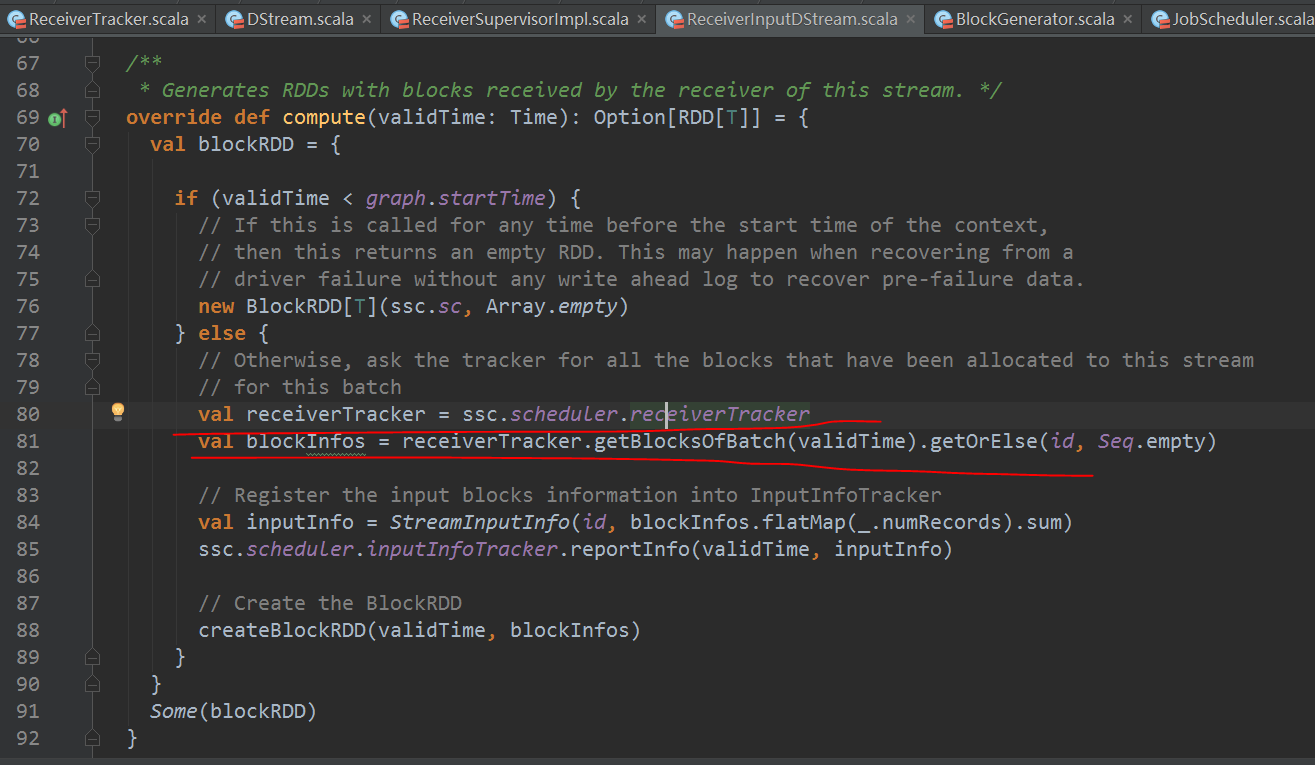 ReceiverTracker.scala × DStream.scala × ReceiverSupervisorImpl.scala × ReceiverInputDStream.scala × BlockGenerator.scala × JobScheduler.scala
67 /**
68 * Generates RDDs with blocks received by the receiver of this stream. */
69 override def compute(validTime: Time): Option[RDD[T]] = {
70 val blockRDD = {
71
72 if (validTime < graph.startTime) {
73 // If this is called for any time before the start time of the context,
74 // then this returns an empty RDD. This may happen when recovering from a
75 // driver failure without any write ahead log to recover pre-failure data.
76 new BlockRDD[T](ssc.sc, Array.empty)
77 } else {
78 // Otherwise, ask the tracker for all the blocks that have been allocated to this stream
79 // for this batch
80 val receiverTracker = ssc.scheduler.receiverTracker
81 val blockInfos = receiverTracker.getBlocksOfBatch(validTime).getOrElse(id, Seq.empty)
82
83 // Register the input blocks information into InputInfoTracker
84 val inputInfo = StreamInputInfo(id, blockInfos.flatMap(_.numRecords).sum)
85 ssc.scheduler.inputInfoTracker.reportInfo(validTime, inputInfo)
86
87 // Create the BlockRDD
88 createBlockRDD(validTime, blockInfos)
89 }
90 }
91 Some(blockRDD)
92 }